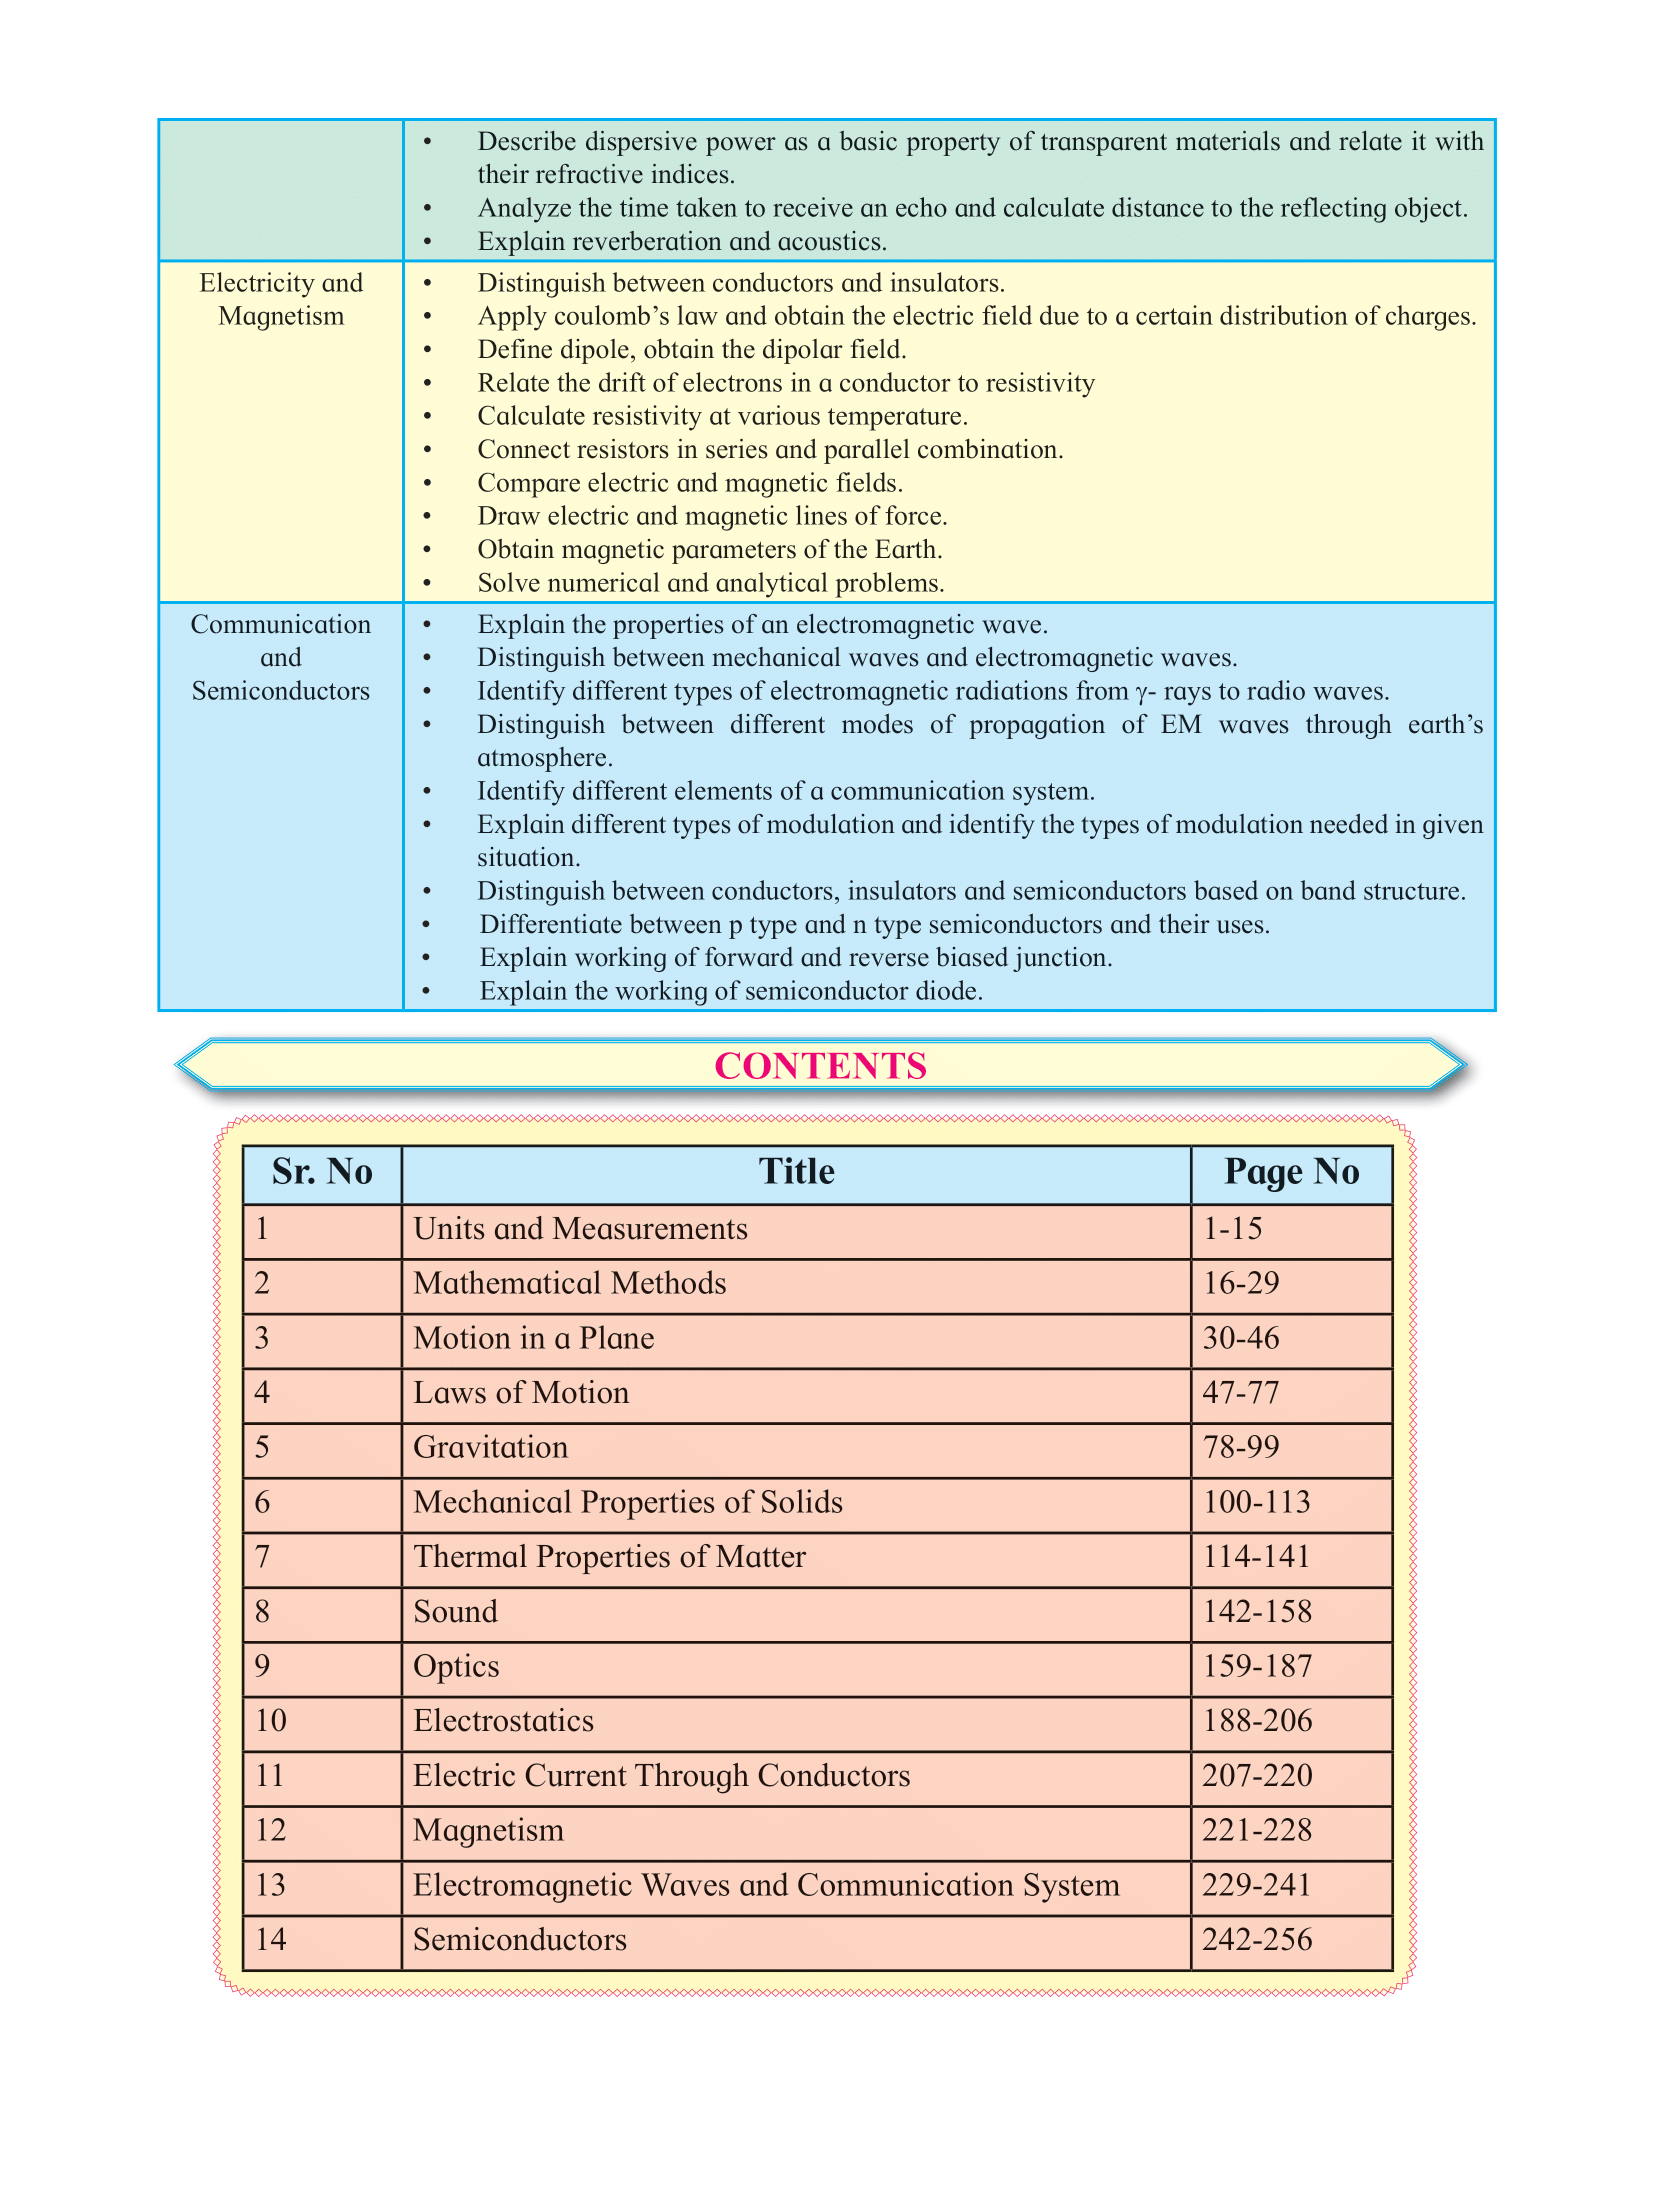 • Describe dispersive power as a basic property of transparent materials and relate it with
their refractive indices.
• Analyze the time taken to receive an echo and calculate distance to the reflecting object.
• Explain reverberation and acoustics.
Electricity and
Magnetism
• Distinguish between conductors and insulators.
• Apply coulomb’s law and obtain the electric field due to a certain distribution of charges.
• Define dipole, obtain the dipolar field.
• Relate the drift of electrons in a conductor to resistivity
• Calculate resistivity at various temperature.
• Connect resistors in series and parallel combination.
• Compare electric and magnetic fields.
• Draw electric and magnetic lines of force.
• Obtain magnetic parameters of the Earth.
• Solve numerical and analytical problems.
Communication
and
Semiconductors
• Explain the properties of an electromagnetic wave.
• Distinguish between mechanical waves and electromagnetic waves.
• Identify different types of electromagnetic radiations from γ- rays to radio waves.
• Distinguish between different modes of propagation of EM waves through earth’s
atmosphere.
• Identify different elements of a communication system.
• Explain different types of modulation and identify the types of modulation needed in given
situation.
• Distinguish between conductors, insulators and semiconductors based on band structure.
• Differentiate between p type and n type semiconductors and their uses.
• Explain working of forward and reverse biased junction.
• Explain the working of semiconductor diode.
CONTENTS
Sr. No Title Page No
1 Units and Measurements 1-15
2 Mathematical Methods 16-29
3 Motion in a Plane 30-46
4 Laws of Motion 47-77
5 Gravitation 78-99
6 Mechanical Properties of Solids 100-113
7 Thermal Properties of Matter 114-141
8 Sound 142-158
9 Optics 159-187
10 Electrostatics 188-206
11 Electric Current Through Conductors 207-220
12 Magnetism 221-228
13 Electromagnetic Waves and Communication System 229-241
14 Semiconductors 242-256